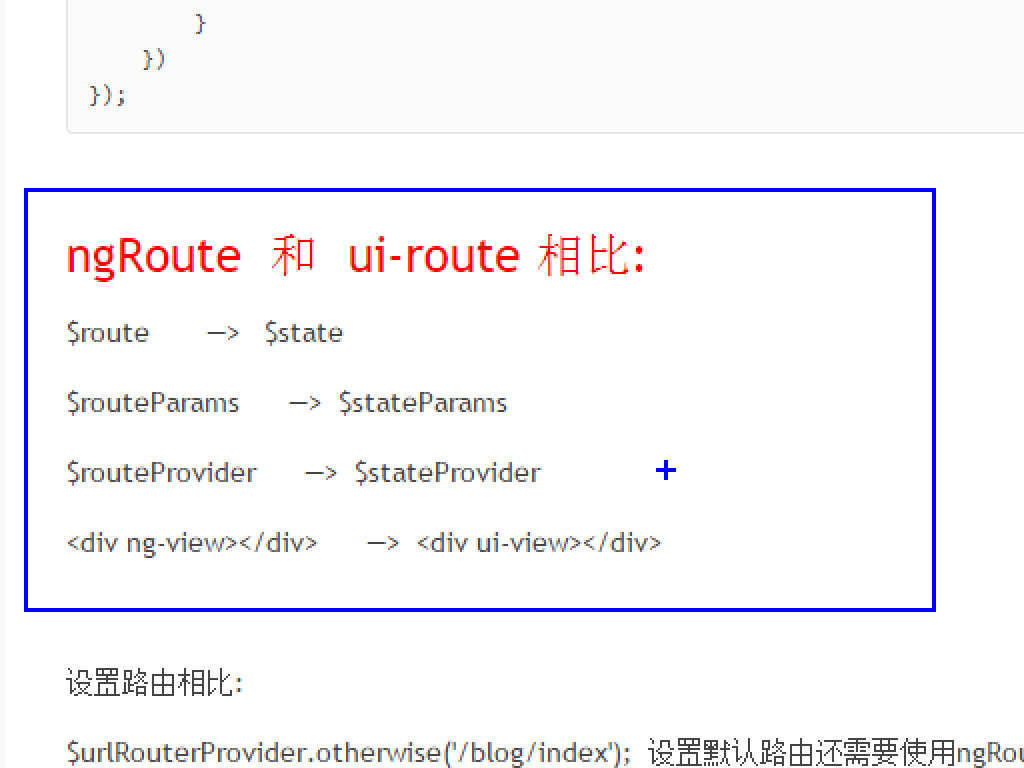 }
})
});
ngRoute 和 ui-route 相比:
$route —> $state
$routeParams —> $stateParams
$routeProvider —> $stateProvider
<div ng-view></div> —> <div ui-view></div>
设置路由相比:
$urlRouterProvider.otherwise('/blog/index'); 设置默认路由还需要使用ngRou